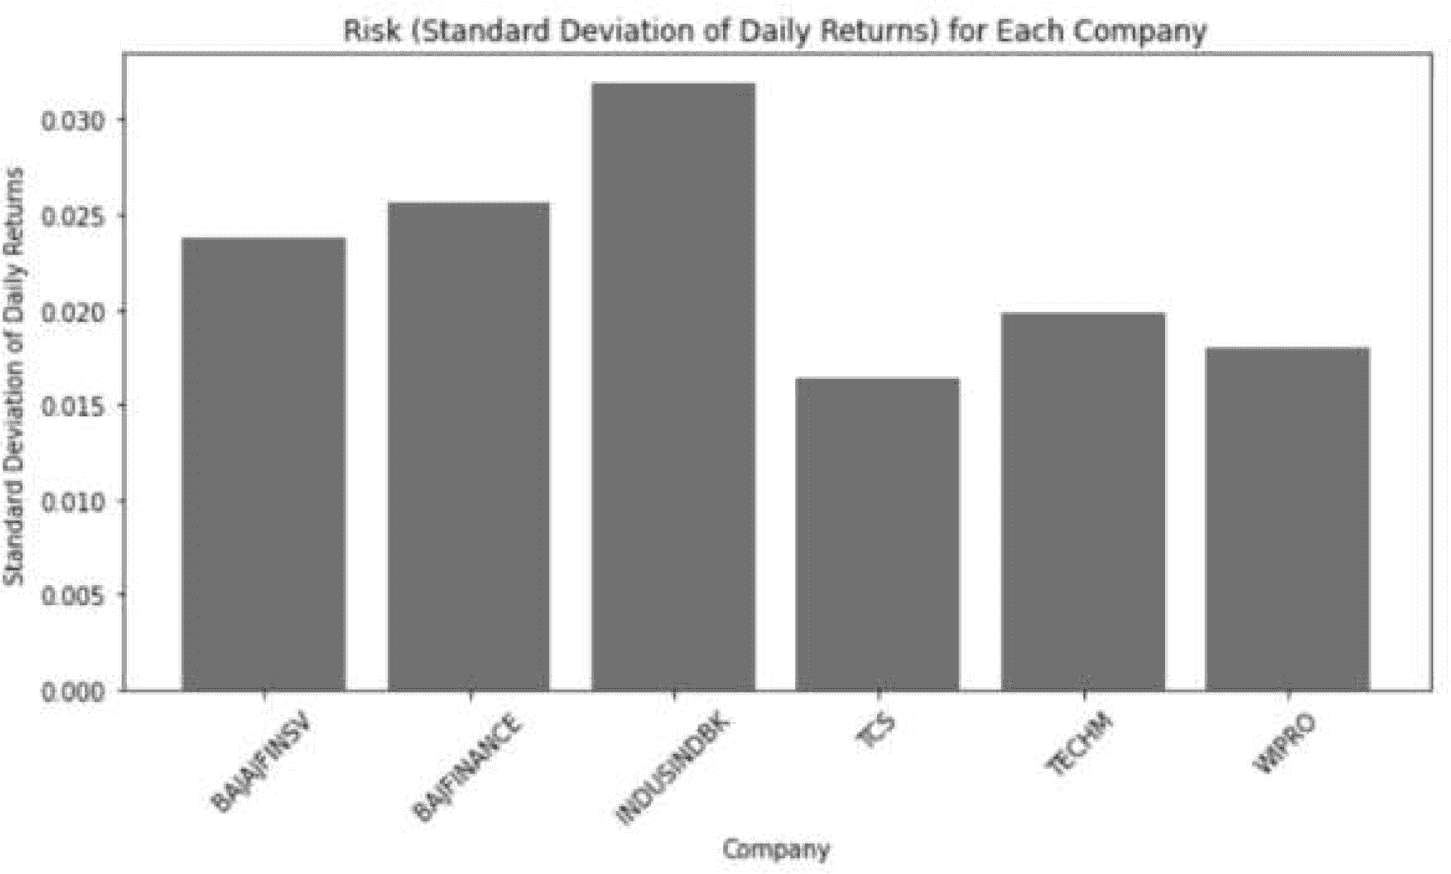 Risk (Standard Deviation of Daily Returns) for Each Company
Standard Deviation of Daily Returns
0.030
0.025
0.020
0.015
0.010
0.005
0.000
BAJAJFINSV
BAJFINANCE
INDUSINDBK
TCS
TECHM
WIPRO
Company